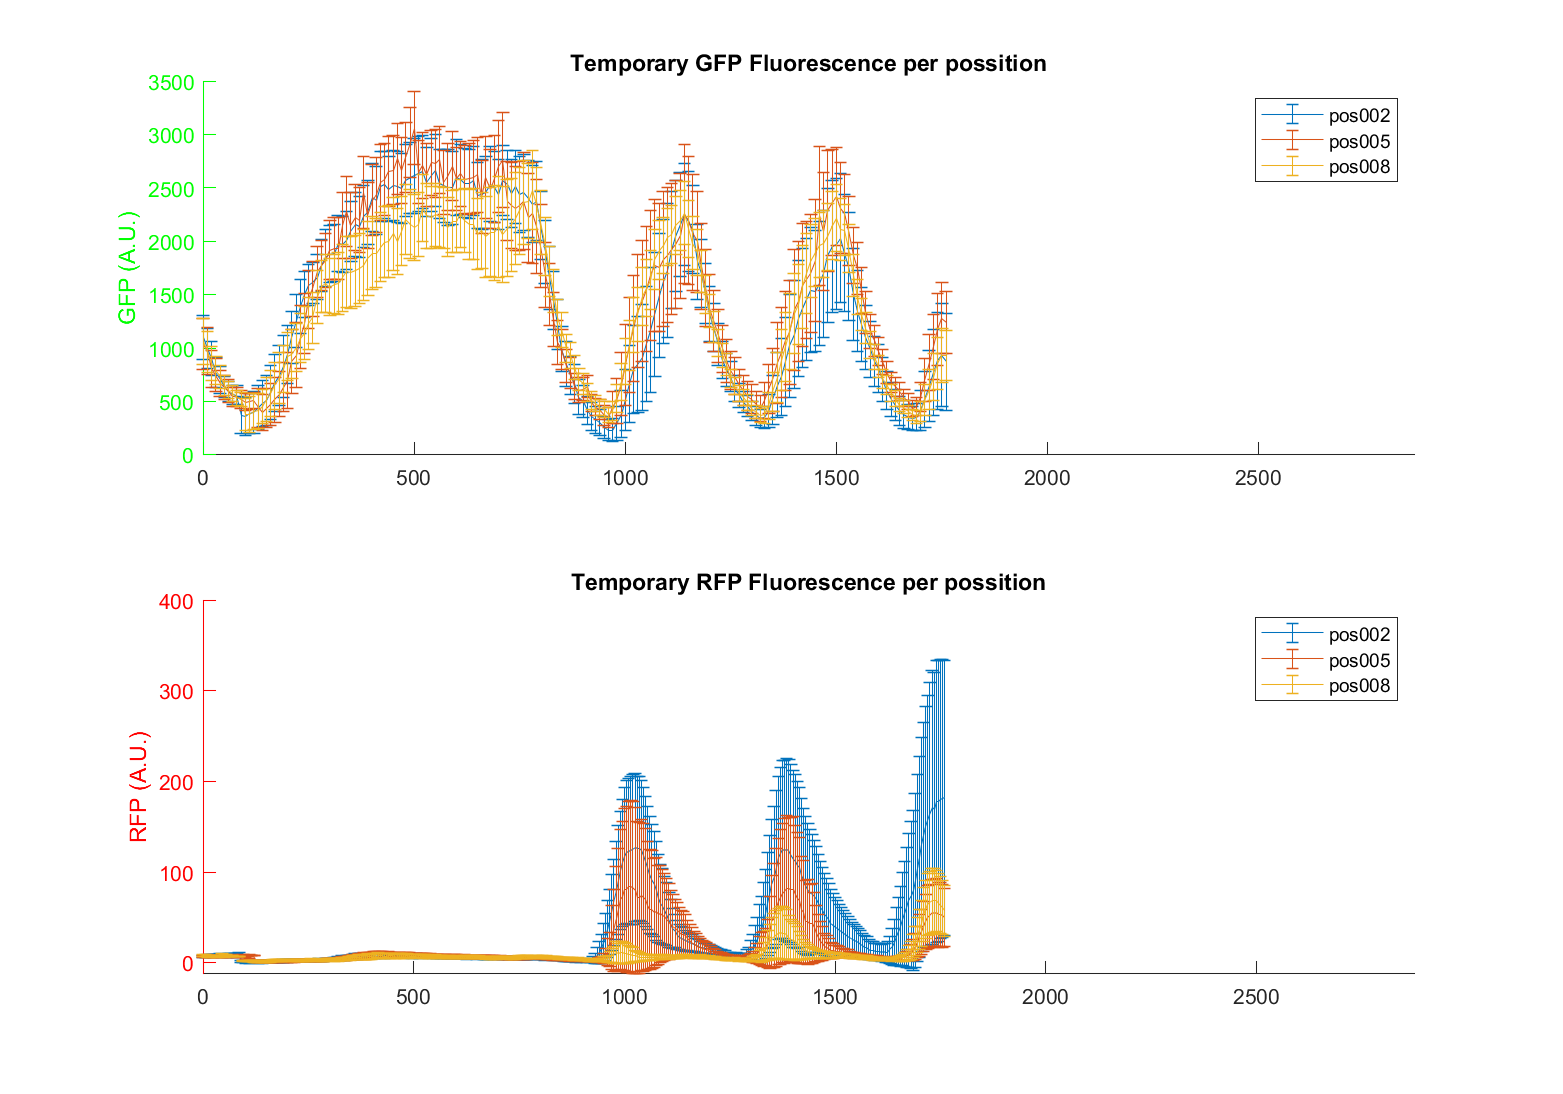 Temporary GFP Fluorescence per possition
3500
3000
2500
2000
1500
1000
500
0
GFP (A.U.)
0 500 1000 1500 2000 2500
pos002
pos005
pos008
Temporary RFP Fluorescence per possition
400
300
200
100
0
RFP (A.U.)
0 500 1000 1500 2000 2500
pos002
pos005
pos008